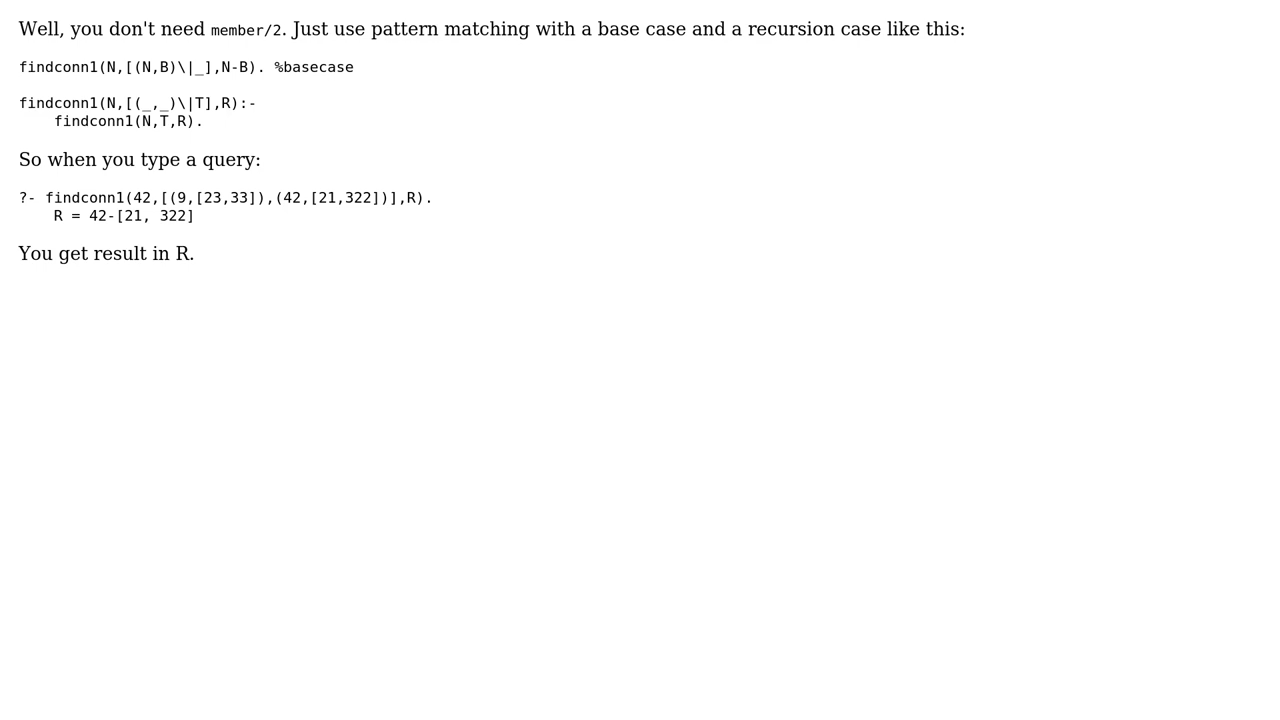 Well, you don't need member/2. Just use pattern matching with a base case and a recursion case like this:
findconn1(N,[(N,B)\|_],N-B). %basecase
findconn1(N,[(_,_)\|T],R):-
    findconn1(N,T,R).
So when you type a query:
?- findconn1(42,[(9,[23,33]),(42,[21,322])],R).
    R = 42-[21, 322]
You get result in R.